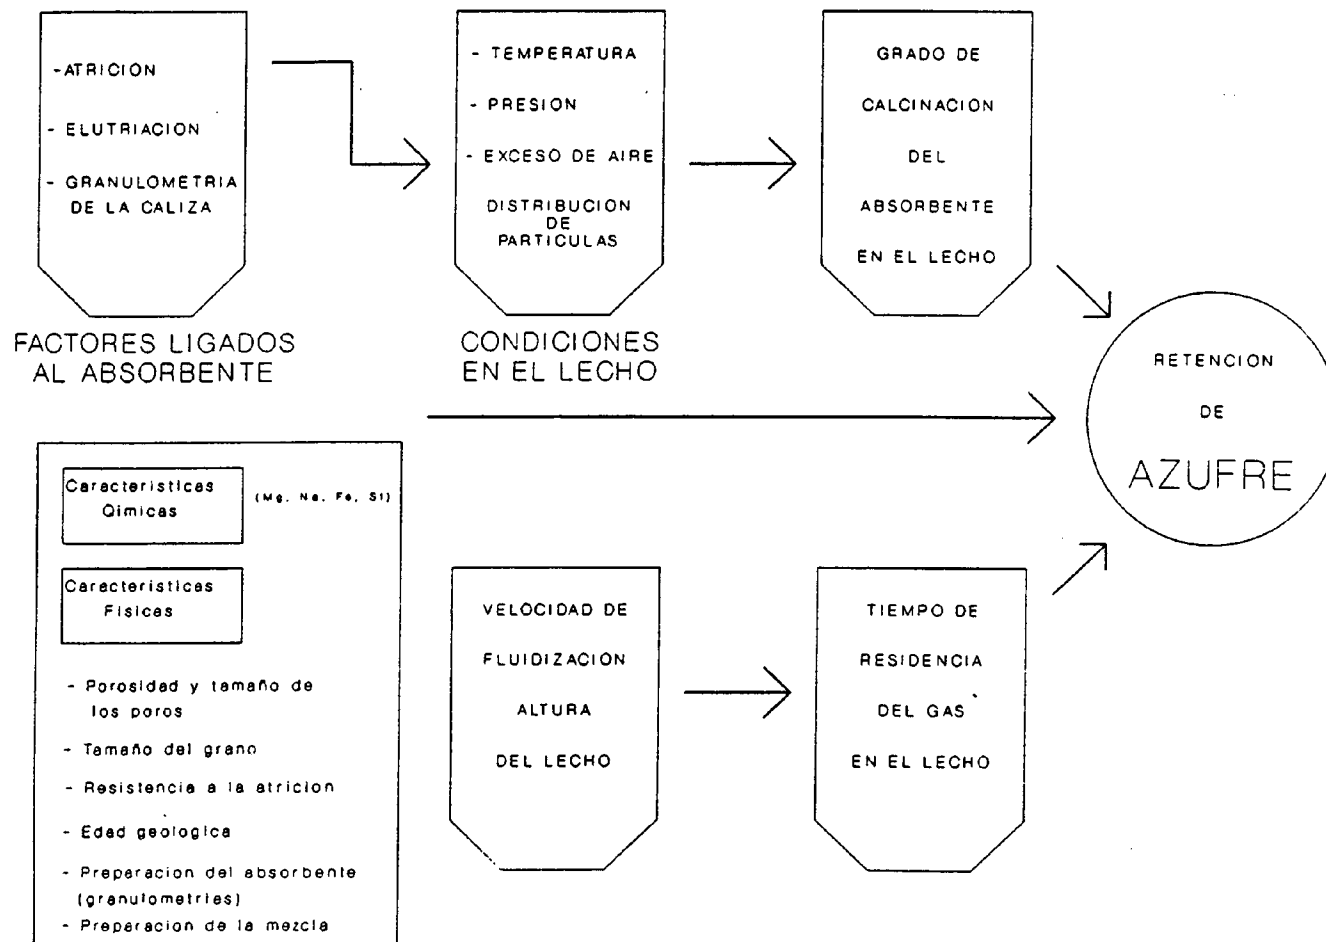 -ATRICION
- ELUTRIACION
- GRANULOMETRIA
DE LA CALIZA
FACTORES LIGADOS
AL ABSORBENTE
- TEMPERATURA
- PRESION
- EXCESO DE AIRE
DISTRIBUCION
DE
PARTICULAS
CONDICIONES
EN EL LECHO
GRADO DE
CALCINACION
DEL
ABSORBENTE
EN EL LECHO
RETENCION
DE
AZUFRE
Caracteristicas
Qimicas
(Mg, Na, Fe, Si)
Caracteristicas
Fisicas
- Porosidad y tamaño de
los poros
- Tamaño del grano
- Resistencia a la atricion
- Edad geologica
- Preparacion del absorbente
(granulometrias)
- Preparacion de la mezcla
VELOCIDAD DE
FLUIDIZACION
ALTURA
DEL LECHO
TIEMPO DE
RESIDENCIA
DEL GAS
EN EL LECHO